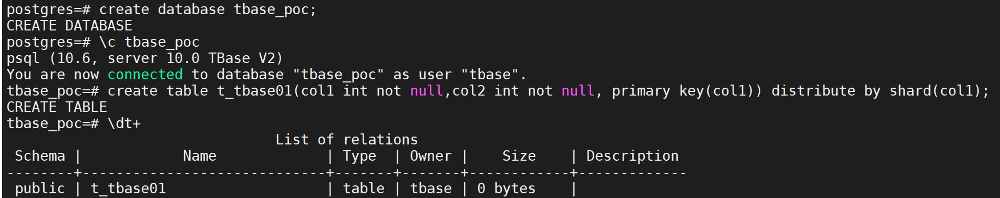 postgres=# create database tbase_poc;
CREATE DATABASE
postgres=# \c tbase_poc
psql (10.6, server 10.0 TBase V2)
You are now connected to database "tbase_poc" as user "tbase".
tbase_poc=# create table t_tbase01(col1 int not null,col2 int not null, primary key(col1)) distribute by shard(col1);
CREATE TABLE
tbase_poc=# \dt+
                                List of relations
 Schema |            Name             | Type  | Owner |    Size    | Description
--------+-----------------------------+-------+-------+------------+-------------
 public | t_tbase01                   | table | tbase | 0 bytes    |